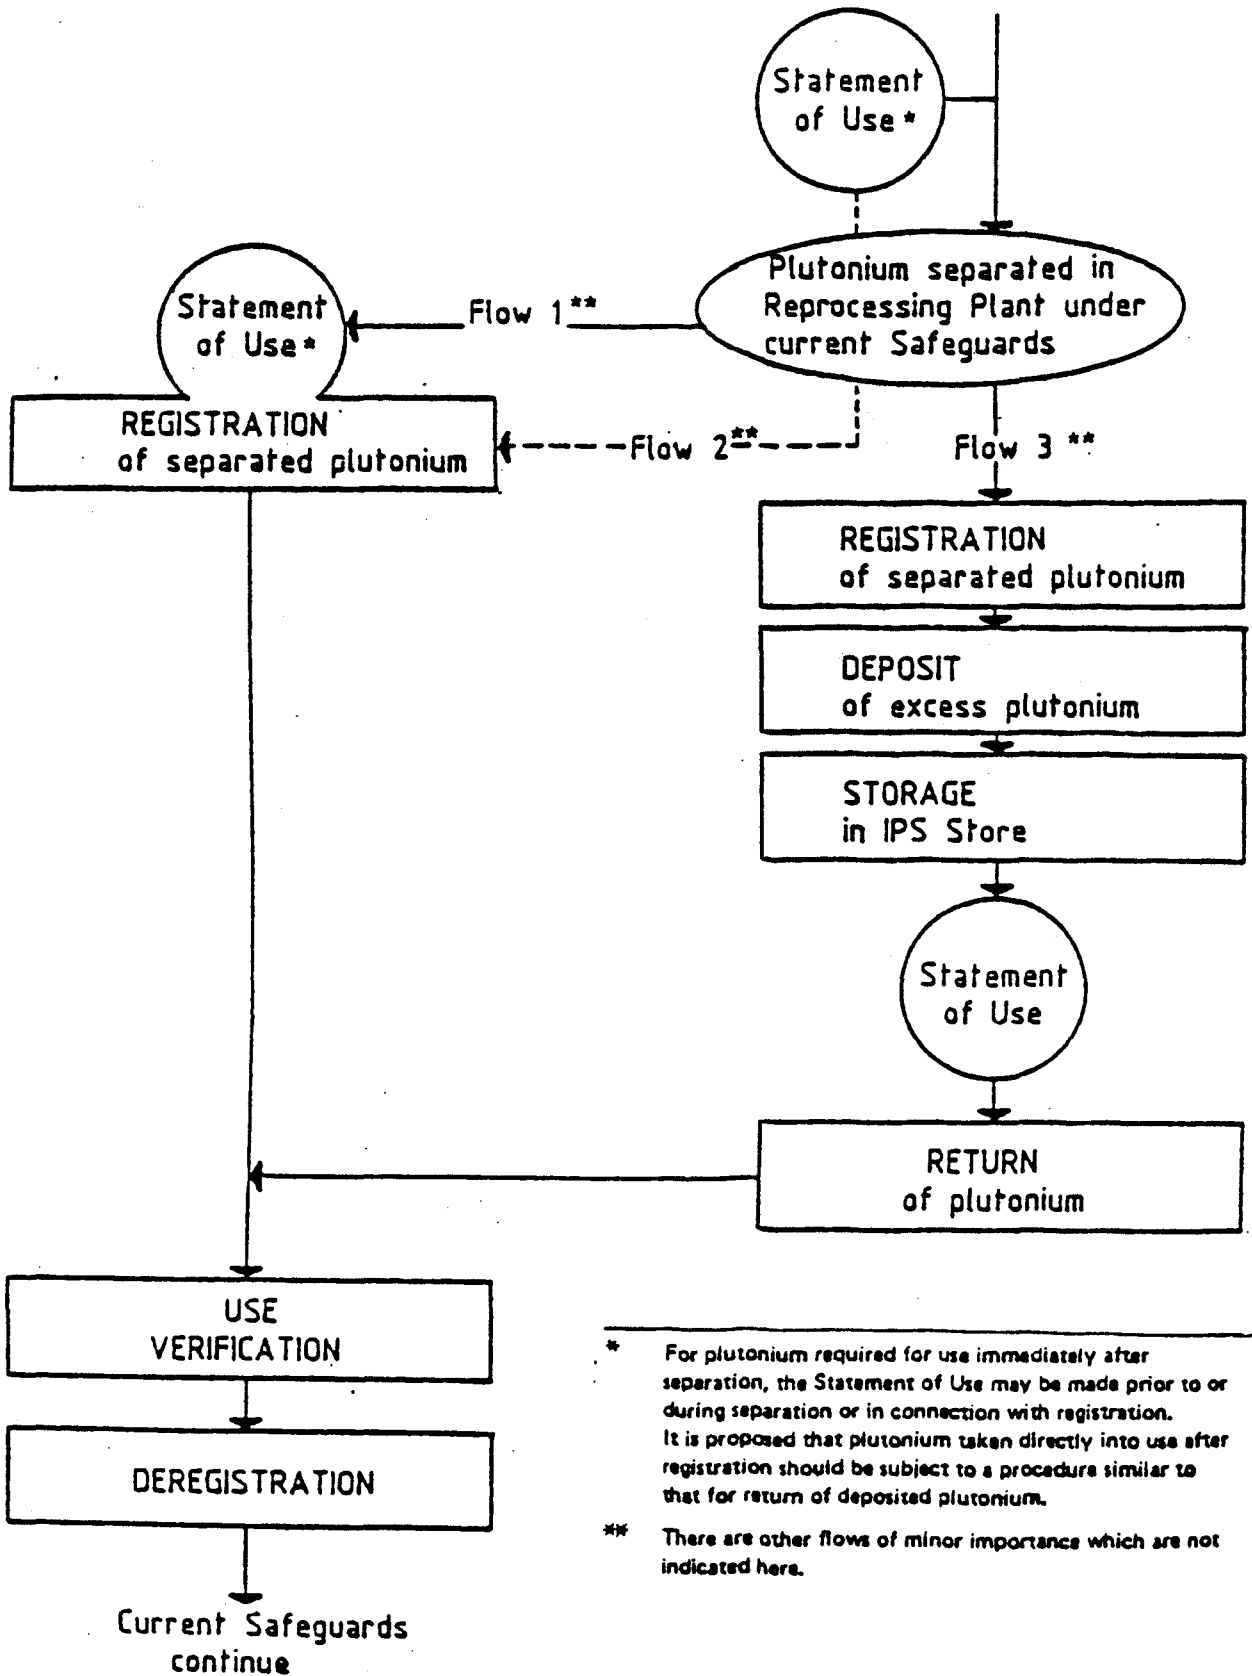 Statement
of Use *
Plutonium separated in
Reprocessing Plant under
current Safeguards
Statement
of Use *
Flow 1 **
REGISTRATION
of separated plutonium
Flow 2 **
Flow 3 **
REGISTRATION
of separated plutonium
DEPOSIT
of excess plutonium
STORAGE
in IPS Store
Statement
of Use
RETURN
of plutonium
USE
VERIFICATION
DEREGISTRATION
Current Safeguards
continue
* For plutonium required for use immediately after
separation, the Statement of Use may be made prior to or
during separation or in connection with registration.
It is proposed that plutonium taken directly into use after
registration should be subject to a procedure similar to
that for return of deposited plutonium.
** There are other flows of minor importance which are not
indicated here.